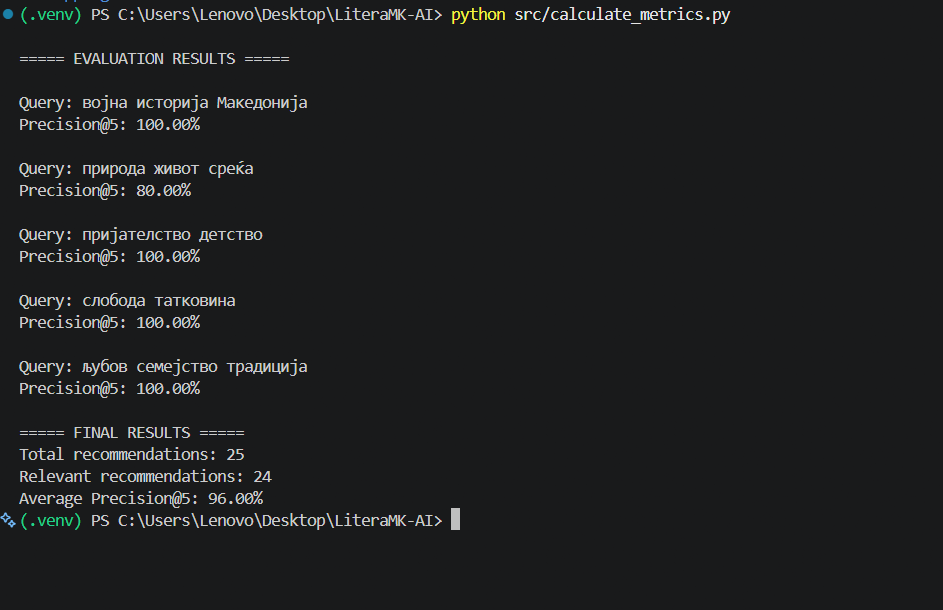 (.venv) PS C:\Users\Lenovo\Desktop\LiteraMK-AI> python src/calculate_metrics.py
===== EVALUATION RESULTS =====
Query: војна историја Македонија
Precision@5: 100.00%
Query: природа живот среќа
Precision@5: 80.00%
Query: пријателство детство
Precision@5: 100.00%
Query: слобода татковина
Precision@5: 100.00%
Query: љубов семејство традиција
Precision@5: 100.00%
===== FINAL RESULTS =====
Total recommendations: 25
Relevant recommendations: 24
Average Precision@5: 96.00%
(.venv) PS C:\Users\Lenovo\Desktop\LiteraMK-AI>